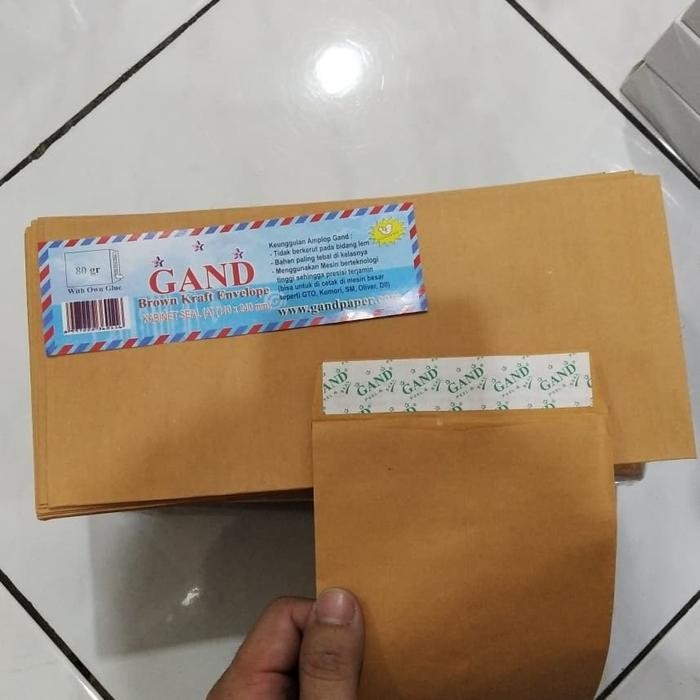 80 gr
With Own Glue
GAND
Brown Kraft Envelope
KABINET SEAL (A) (110 x 240 mm)
Keunggulan Amplop Gand :
- Tidak berkerut pada bidang lem
- Bahan paling tebal di kelasnya
- Menggunakan Mesin berteknologi
tinggi sehingga presisi terjamin
(bisa untuk di cetak di mesin besar
seperti GTO, Komori, SM, Oliver, Dll)
www.gandpaper.com
GAND GAND GAND GAND GAND
PEEL &